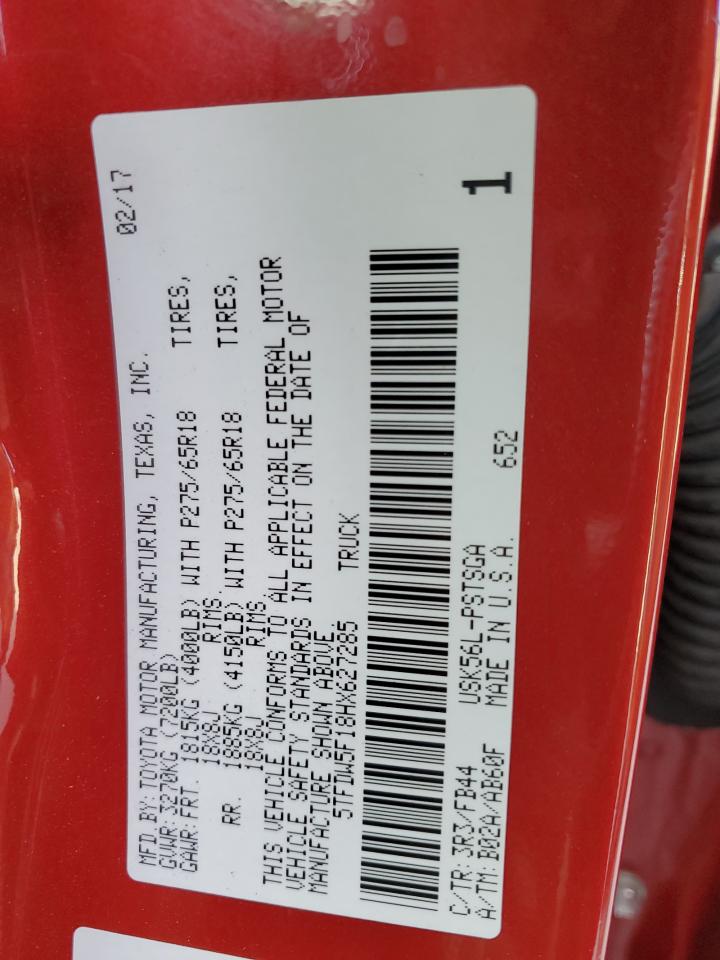 MFD BY: TOYOTA MOTOR MANUFACTURING, TEXAS, INC. 02/17
GVWR: 3270KG (7200LB)
GAWR: FRT. 1815KG (4000LB) WITH P275/65R18 TIRES,
18X8J RIMS.
RR. 1885KG (4150LB) WITH P275/65R18 TIRES,
18X8J RIMS.
THIS VEHICLE CONFORMS TO ALL APPLICABLE FEDERAL MOTOR
VEHICLE SAFETY STANDARDS IN EFFECT ON THE DATE OF
MANUFACTURE SHOWN ABOVE.
5TFDW5F18HX627285 TRUCK
C/TR: 3R3/FB44 USK56L-PSTSGA 652 1
A/TM: B02A/AB60F MADE IN U.S.A.